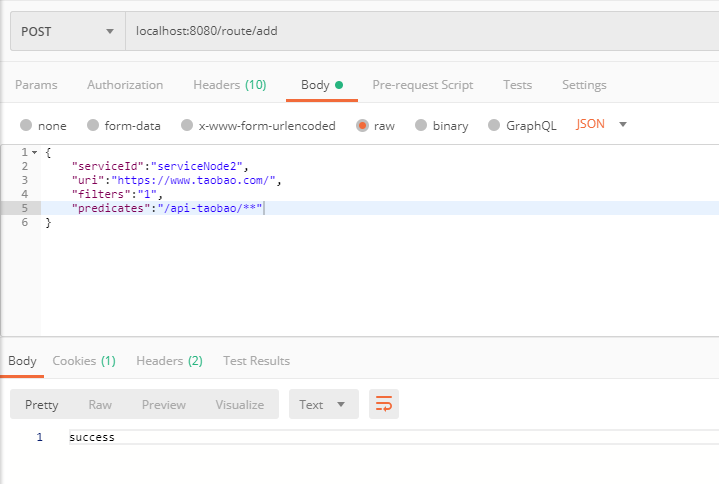 POST localhost:8080/route/add
Params Authorization Headers (10) Body Pre-request Script Tests Settings
none form-data x-www-form-urlencoded raw binary GraphQL JSON
1 {
2 "serviceId":"serviceNode2",
3 "uri":"https://www.taobao.com/",
4 "filters":"1",
5 "predicates":"/api-taobao/**"
6 }
Body Cookies (1) Headers (2) Test Results
Pretty Raw Preview Visualize Text
1 success